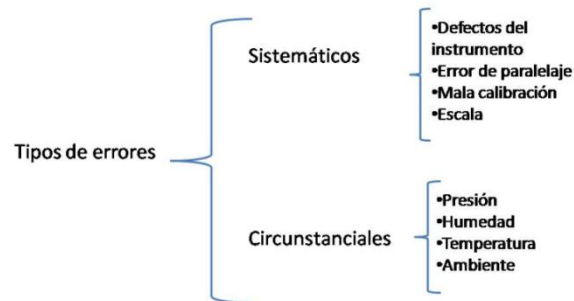 Tipos de errores
Sistemáticos
•Defectos del
instrumento
•Error de paralelaje
•Mala calibración
•Escala
Circunstanciales
•Presión
•Humedad
•Temperatura
•Ambiente